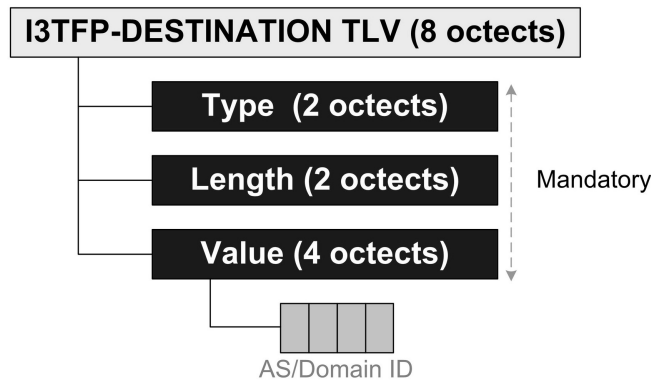 I3TFP-DESTINATION TLV (8 octects)
Type (2 octects)
Length (2 octects)
Mandatory
Value (4 octects)
AS/Domain ID